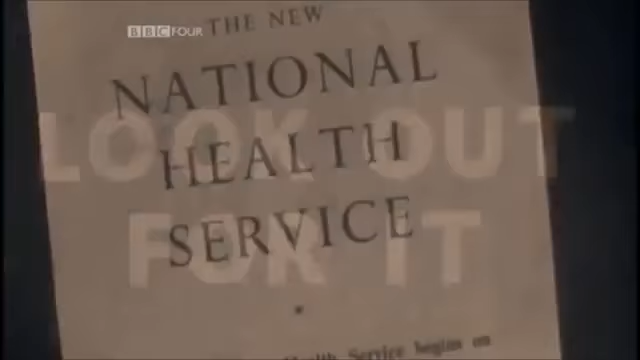 BBC FOUR
THE NEW
NATIONAL
HEALTH
SERVICE
LOOK OUT
FOR IT
Health Service begins on